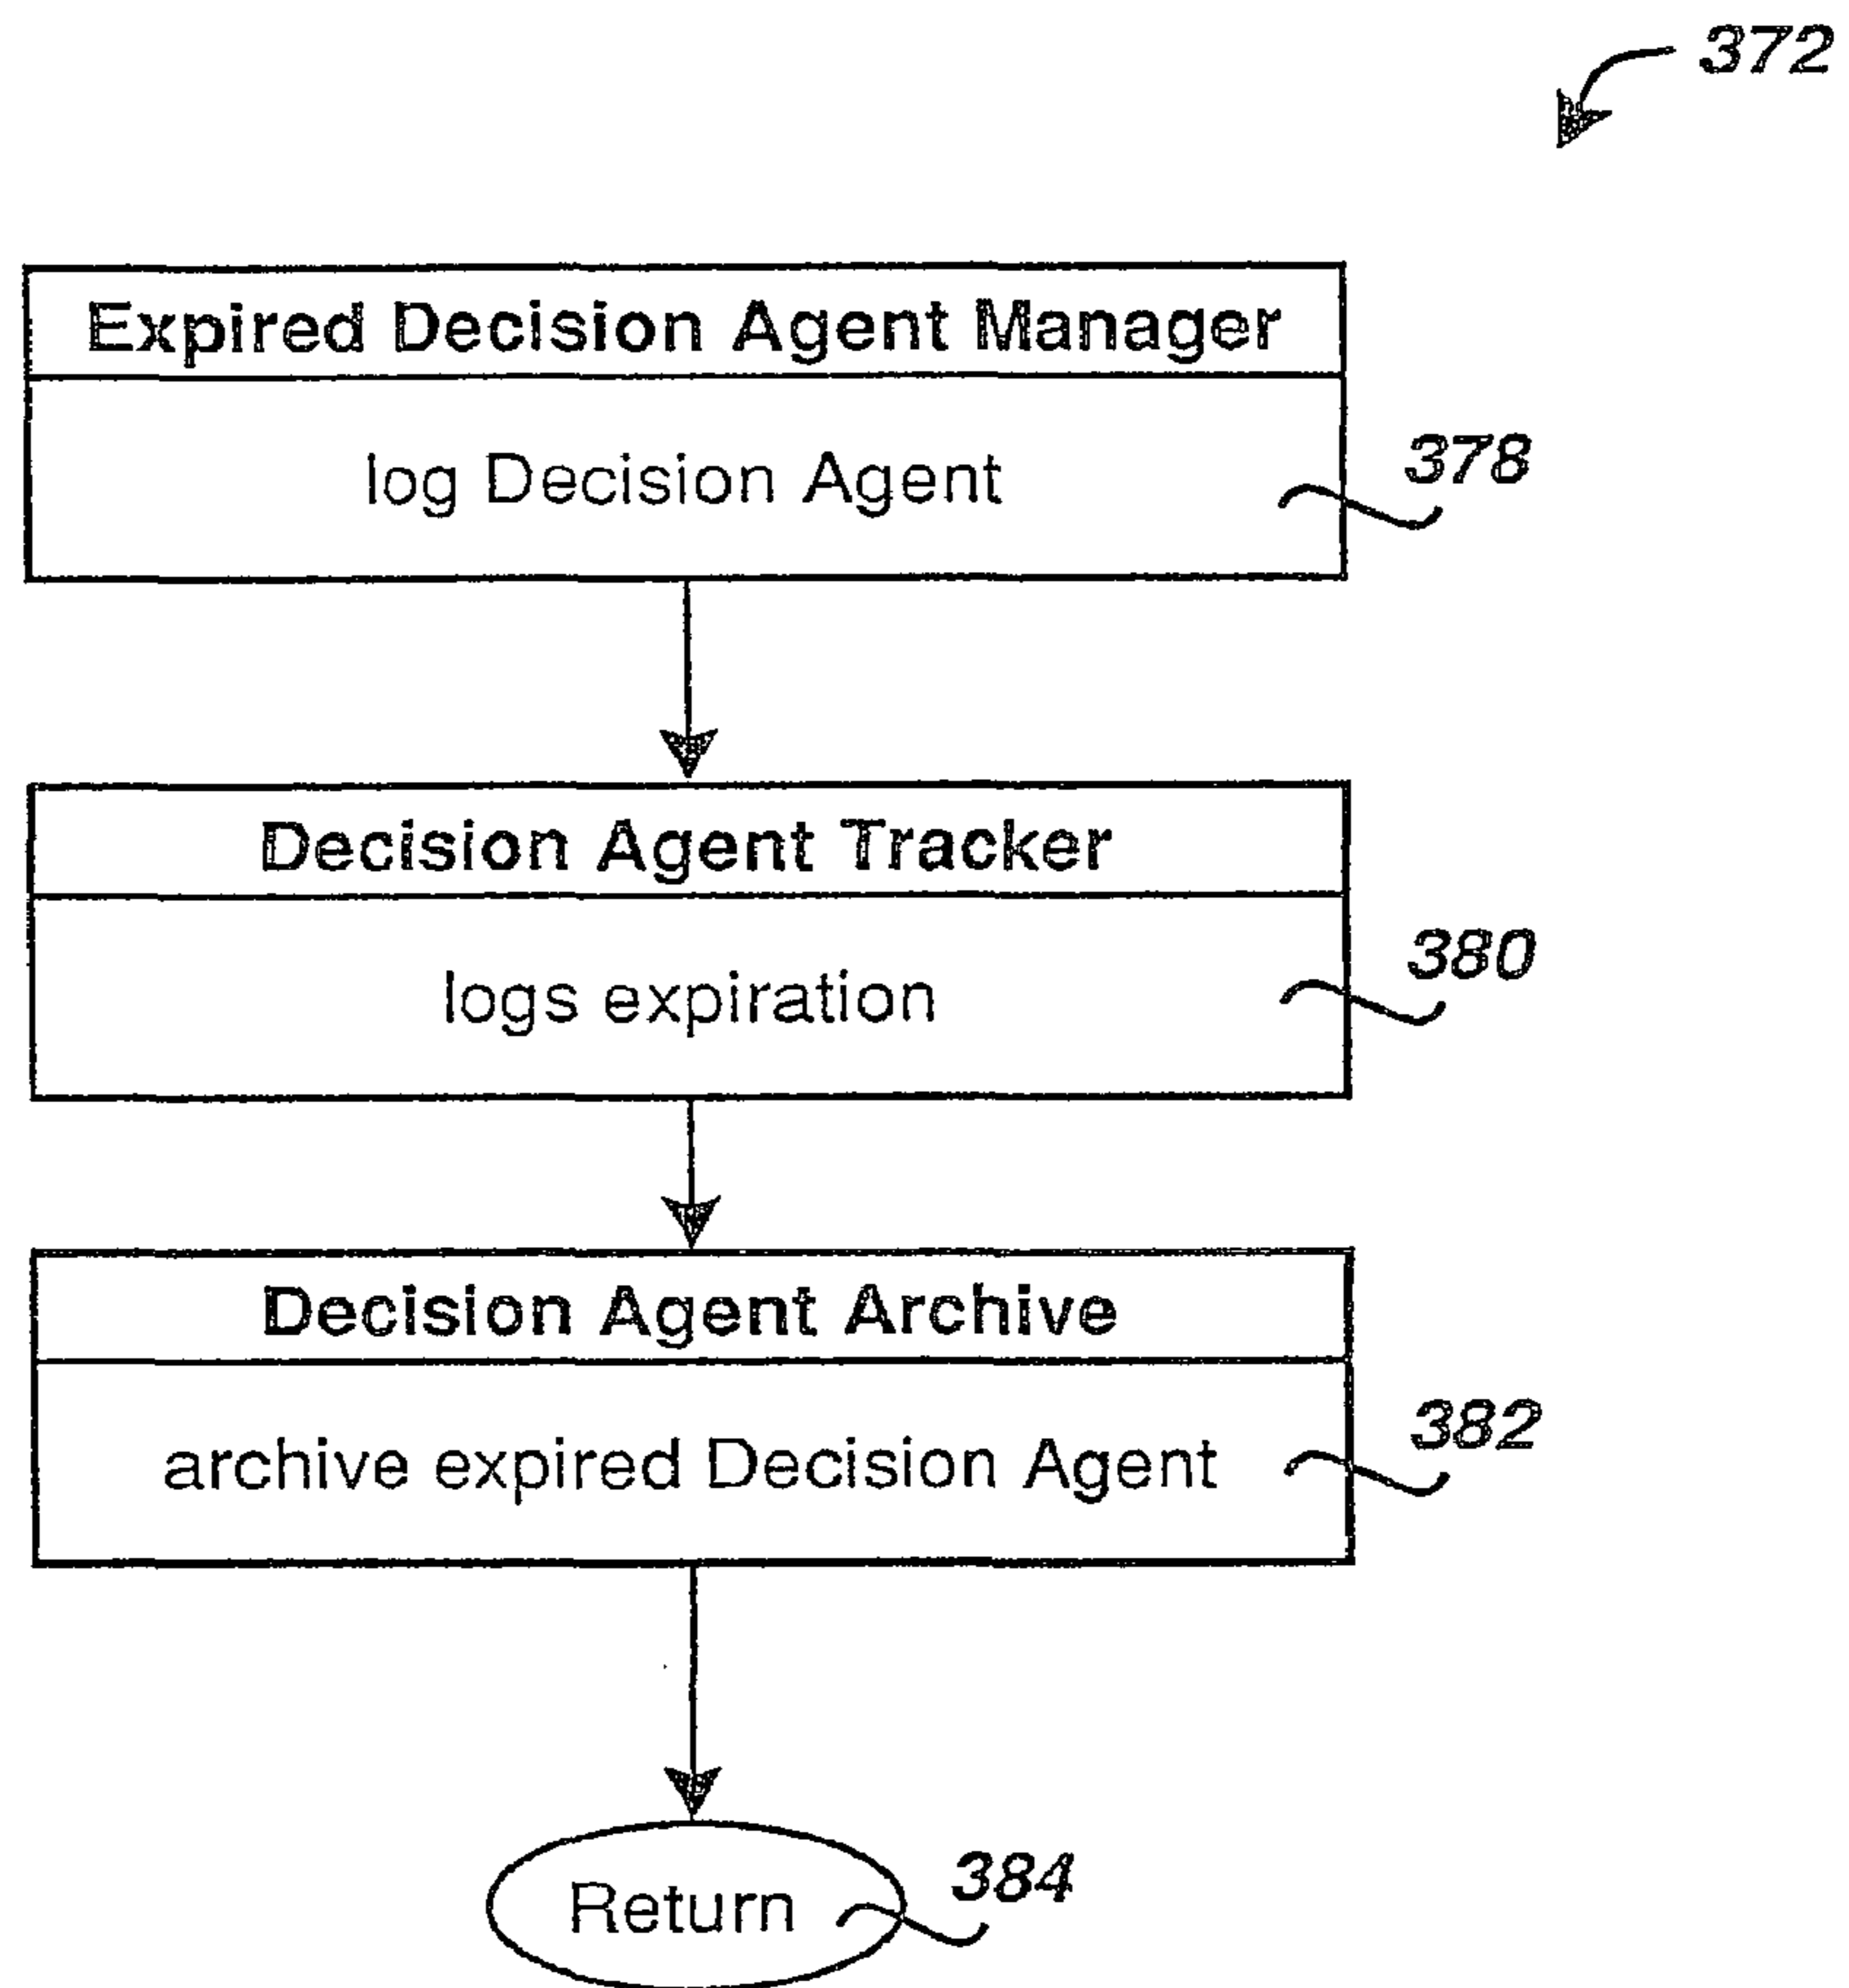 372
Expired Decision Agent Manager
log Decision Agent
378
Decision Agent Tracker
logs expiration
380
Decision Agent Archive
archive expired Decision Agent
382
Return
384